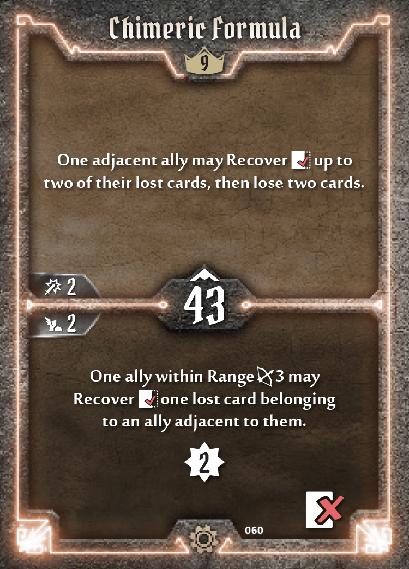 Chimeric Formula
9
One adjacent ally may Recover up to
two of their lost cards, then lose two cards.
2
43
2
One ally within Range 3 may
Recover one lost card belonging
to an ally adjacent to them.
2
060